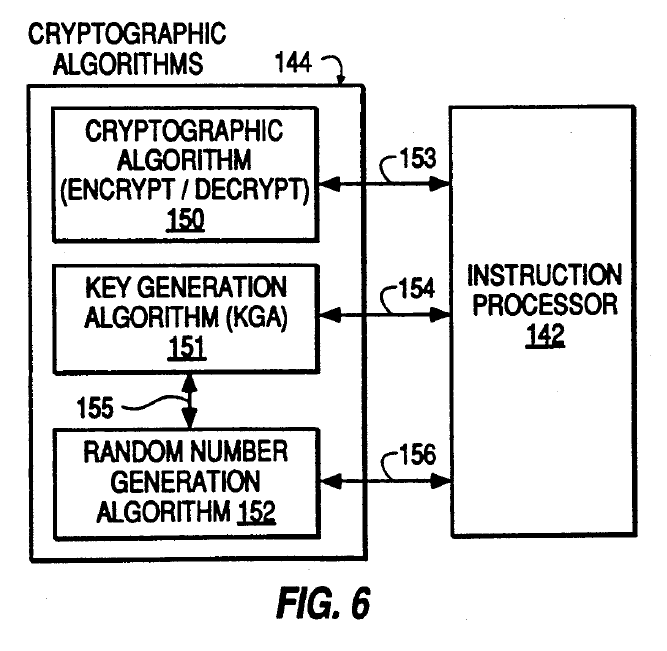 CRYPTOGRAPHIC
ALGORITHMS
144
CRYPTOGRAPHIC
ALGORITHM
(ENCRYPT / DECRYPT)
150
153
KEY GENERATION
ALGORITHM (KGA)
151
154
155
RANDOM NUMBER
GENERATION
ALGORITHM 152
156
INSTRUCTION
PROCESSOR
142
FIG. 6